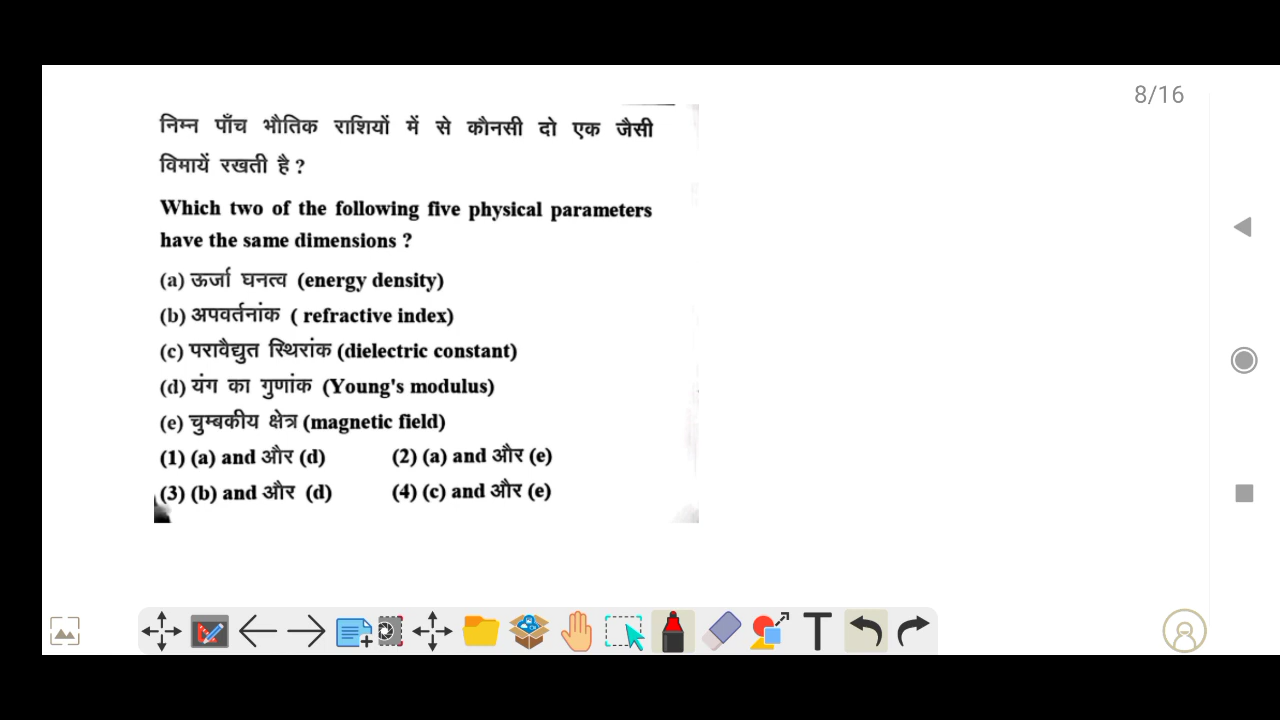 8/16
निम्न पाँच भौतिक राशियों में से कौनसी दो एक जैसी
विमायें रखती है ?
Which two of the following five physical parameters
have the same dimensions ?
(a) ऊर्जा घनत्व (energy density)
(b) अपवर्तनांक ( refractive index)
(c) परावैद्युत स्थिरांक (dielectric constant)
(d) यंग का गुणांक (Young's modulus)
(e) चुम्बकीय क्षेत्र (magnetic field)
(1) (a) and और (d) (2) (a) and और (e)
(3) (b) and और (d) (4) (c) and और (e)
T